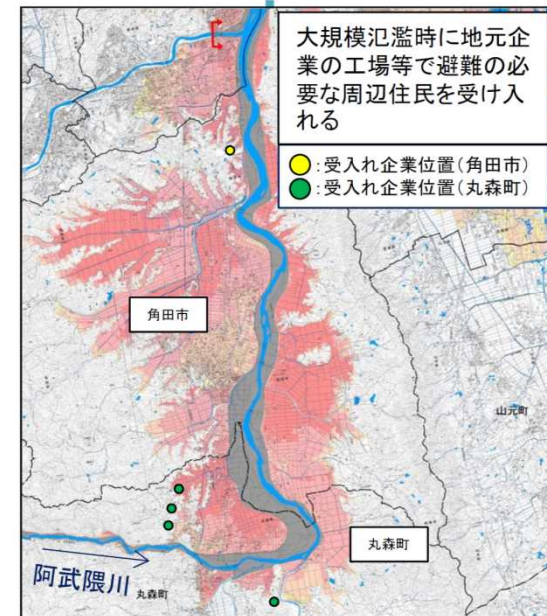 大規模氾濫時に地元企
業の工場等で避難の必
要な周辺住民を受け入
れる
:受入れ企業位置(角田市)
:受入れ企業位置(丸森町)
角田市
山元町
丸森町
阿武隈川
丸森町